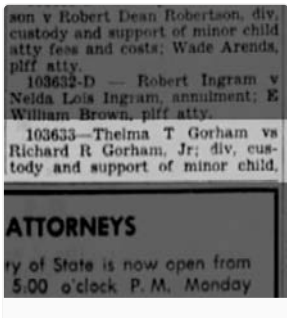 son v Robert Dean Robertson, div,
custody and support of minor child
atty fees and costs; Wade Arends,
plff atty.
103632-D — Robert Ingram v
Nelda Lois Ingram, annulment; E
William Brown, plff atty.
103633—Thelma T Gorham vs
Richard R Gorham, Jr; div, cus-
tody and support of minor child,
ATTORNEYS
ry of State is now open from
5:00 o'clock P. M. Monday